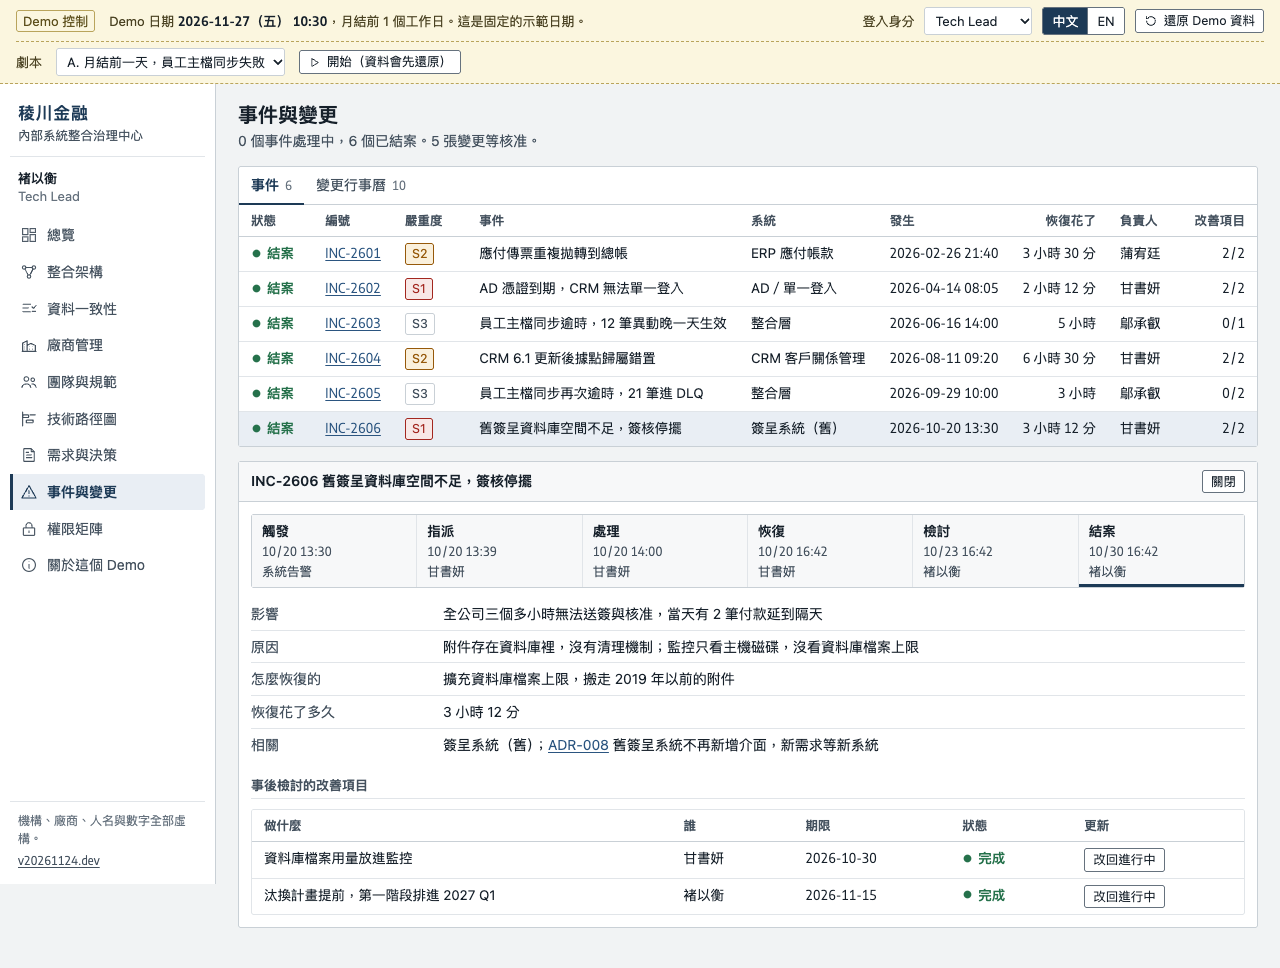 Demo 控制 Demo 日期 2026-11-27（五） 10:30，月結前 1 個工作日。這是固定的示範日期。 登入身分 Tech Lead 中文 EN 還原 Demo 資料
劇本 A. 月結前一天，員工主檔同步失敗 開始（資料會先還原）
稜川金融
內部系統整合治理中心
褚以衡
Tech Lead
總覽
整合架構
資料一致性
廠商管理
團隊與規範
技術路徑圖
需求與決策
事件與變更
權限矩陣
關於這個 Demo
機構、廠商、人名與數字全部虛構。
v20261124.dev
事件與變更
0 個事件處理中，6 個已結案。5 張變更等核准。
事件 6 變更行事曆 10
狀態 編號 嚴重度 事件 系統 發生 恢復花了 負責人 改善項目
結案 INC-2601 S2 應付傳票重複拋轉到總帳 ERP 應付帳款 2026-02-26 21:40 3 小時 30 分 蒲宥廷 2/2
結案 INC-2602 S1 AD 憑證到期，CRM 無法單一登入 AD / 單一登入 2026-04-14 08:05 2 小時 12 分 甘書妍 2/2
結案 INC-2603 S3 員工主檔同步逾時，12 筆異動晚一天生效 整合層 2026-06-16 14:00 5 小時 鄔承叡 0/1
結案 INC-2604 S2 CRM 6.1 更新後據點歸屬錯置 CRM 客戶關係管理 2026-08-11 09:20 6 小時 30 分 甘書妍 2/2
結案 INC-2605 S3 員工主檔同步再次逾時，21 筆進 DLQ 整合層 2026-09-29 10:00 3 小時 鄔承叡 0/2
結案 INC-2606 S1 舊簽呈資料庫空間不足，簽核停擺 簽呈系統（舊） 2026-10-20 13:30 3 小時 12 分 甘書妍 2/2
INC-2606 舊簽呈資料庫空間不足，簽核停擺 關閉
觸發 指派 處理 恢復 檢討 結案
10/20 13:30 10/20 13:39 10/20 14:00 10/20 16:42 10/23 16:42 10/30 16:42
系統告警 甘書妍 甘書妍 甘書妍 褚以衡 褚以衡
影響 全公司三個多小時無法送簽與核准，當天有 2 筆付款延到隔天
原因 附件存在資料庫裡，沒有清理機制；監控只看主機磁碟，沒看資料庫檔案上限
怎麼恢復的 擴充資料庫檔案上限，搬走 2019 年以前的附件
恢復花了多久 3 小時 12 分
相關 簽呈系統（舊）；ADR-008 舊簽呈系統不再新增介面，新需求等新系統
事後檢討的改善項目
做什麼 誰 期限 狀態 更新
資料庫檔案用量放進監控 甘書妍 2026-10-30 完成 改回進行中
汰換計畫提前，第一階段排進 2027 Q1 褚以衡 2026-11-15 完成 改回進行中